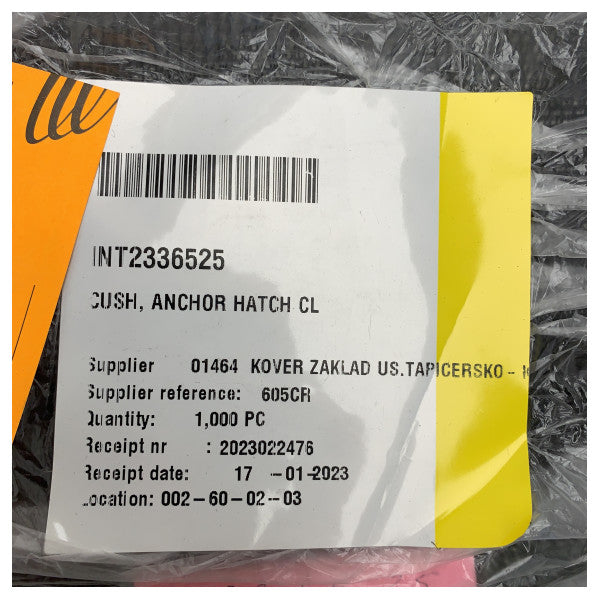 INT2336525
CUSH, ANCHOR HATCH CL
Supplier 01464 KOVER ZAKLAD US.TAPICERSKO -
Supplier reference: 605CR
Quantity: 1,000 PC
Receipt nr : 2023022476
Receipt date: 17 -01-2023
Location: 002-60-02-03